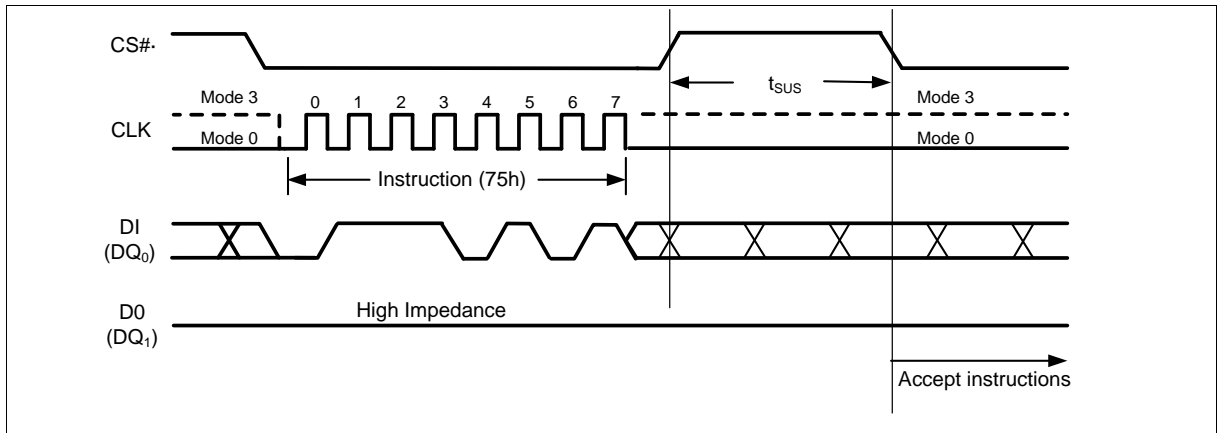 CS#.
t_SUS
Mode 3
0 1 2 3 4 5 6 7
Mode 3
CLK
Mode 0
Mode 0
Instruction (75h)
DI
(DQ₀)
High Impedance
D0
(DQ₁)
Accept instructions